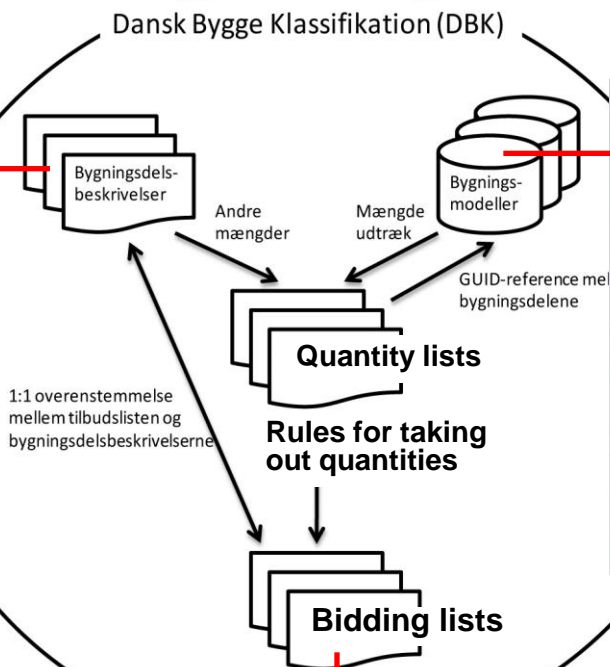 Dansk Bygge Klassifikation (DBK)
Bygningsdels-
beskrivelser
Bygnings-
modeller
Andre
mængder
Mængde
udtræk
GUID-reference mel
bygningsdelene
Quantity lists
1:1 overenstemmelse
mellem tilbudslisten og
bygningsdelsbeskrivelserne
Rules for taking
out quantities
Bidding lists